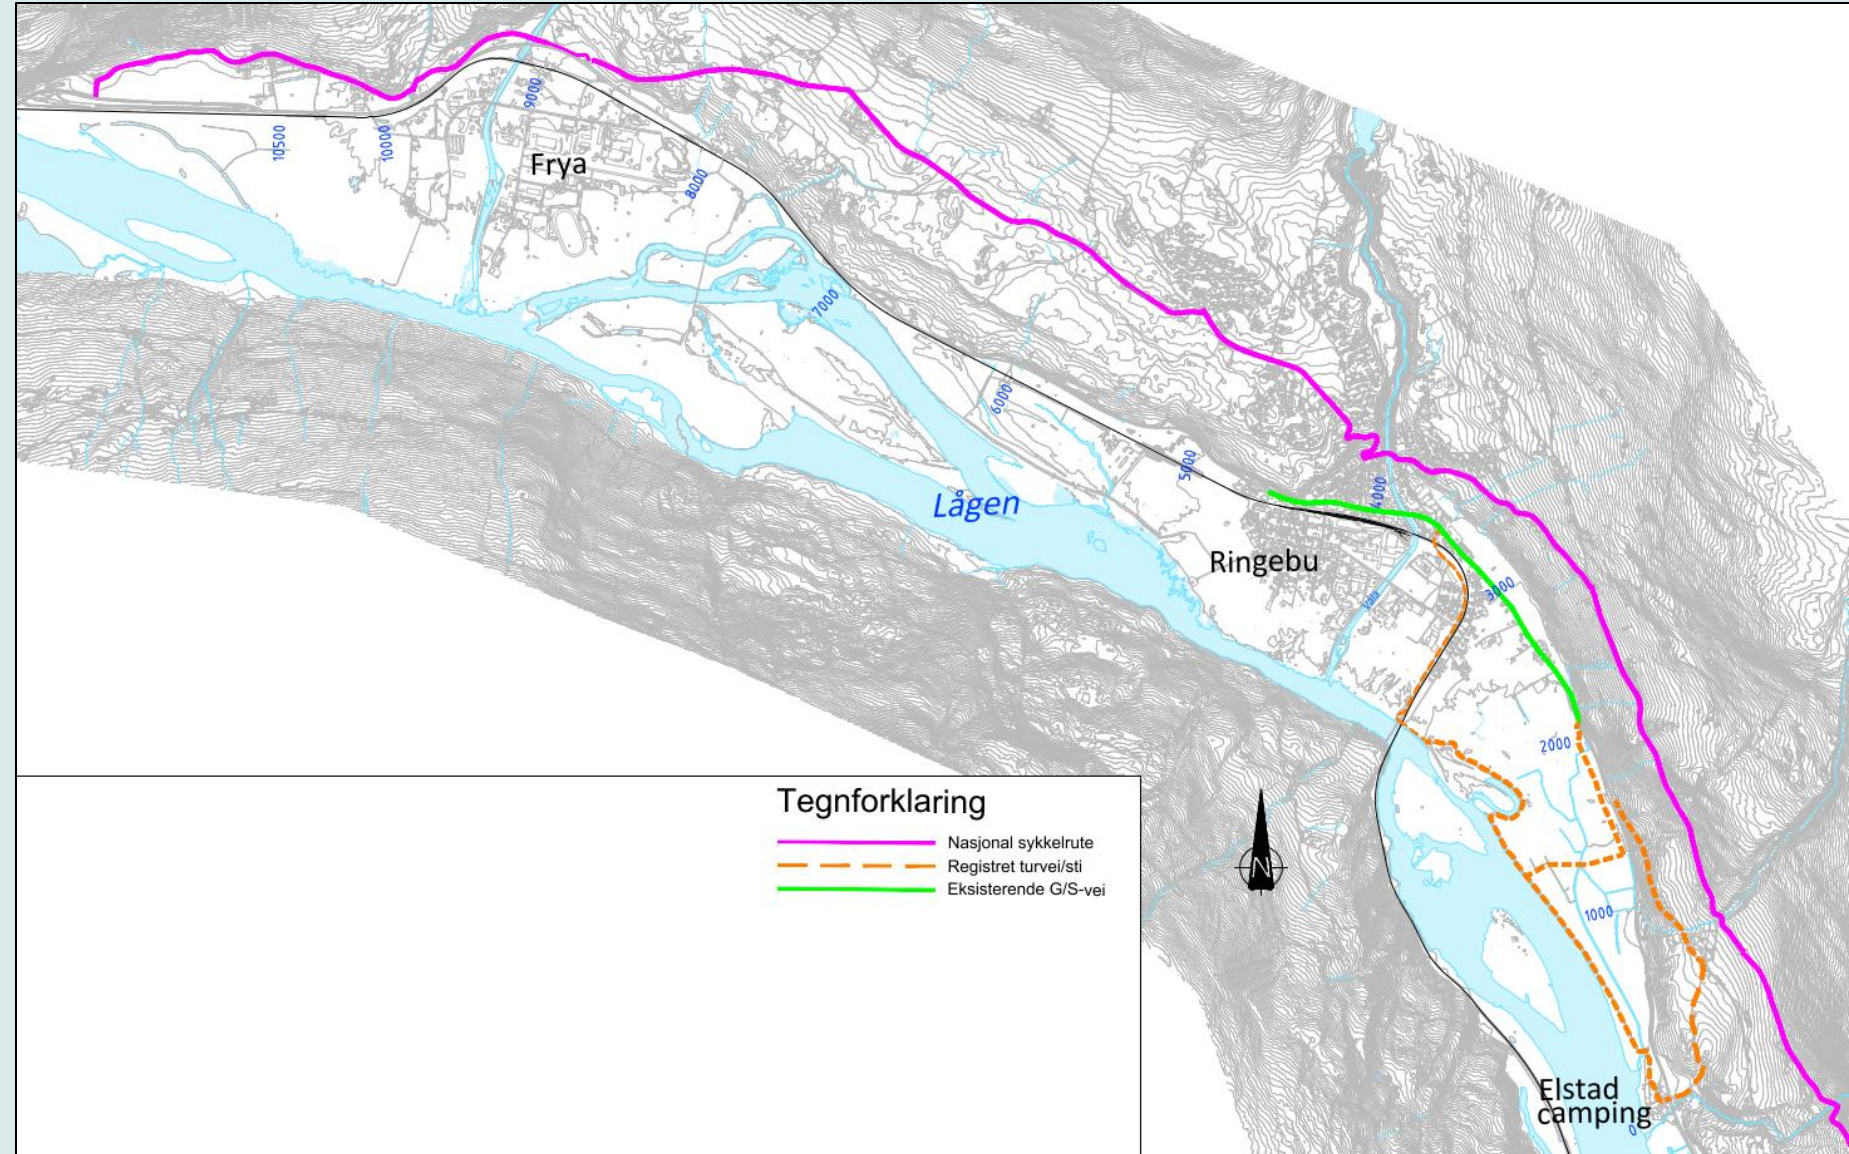 9000
10500
10000
Frya
8000
7000
6000
5000
4000
Lågen
Ringebu
3000
Våla
2000
Tegnforklaring
Nasjonal sykkelrute
Registret turvei/sti
Eksisterende G/S-vei
N
1000
Elstad
camping
0